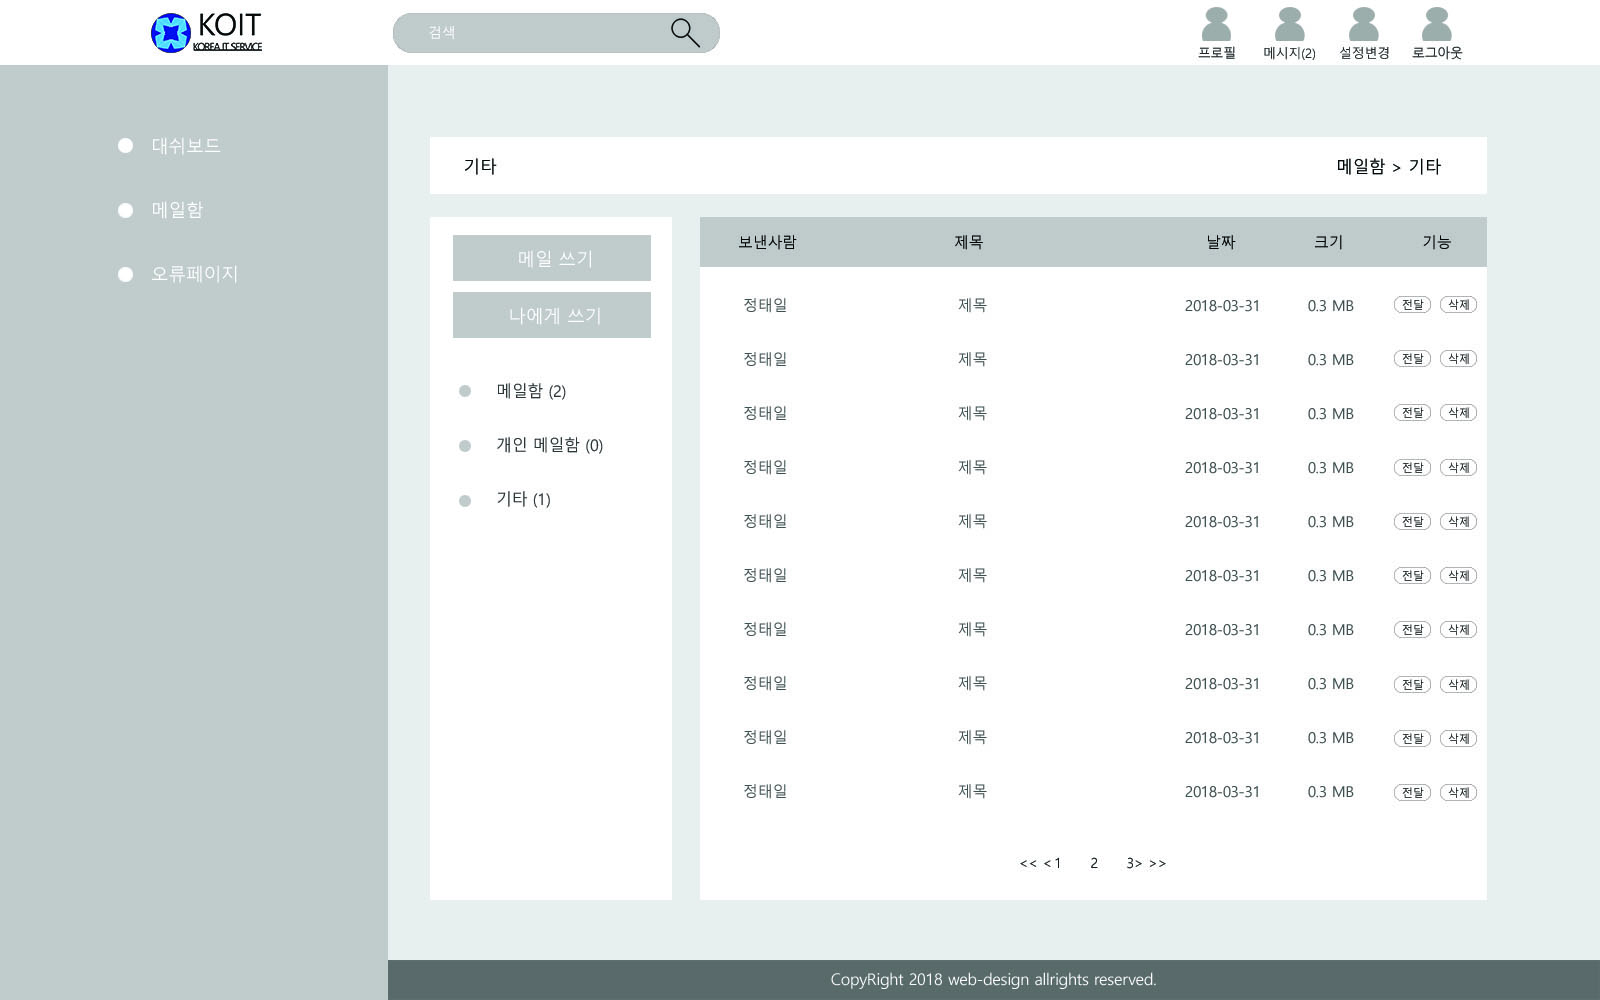 KOIT
KOREA IT SERVICE
검색
프로필 메시지(2) 설정변경 로그아웃
대쉬보드
메일함
오류페이지
기타 메일함 > 기타
메일 쓰기
나에게 쓰기
메일함 (2)
개인 메일함 (0)
기타 (1)
보낸사람 제목 날짜 크기 기능
정태일 제목 2018-03-31 0.3 MB 전달 삭제
정태일 제목 2018-03-31 0.3 MB 전달 삭제
정태일 제목 2018-03-31 0.3 MB 전달 삭제
정태일 제목 2018-03-31 0.3 MB 전달 삭제
정태일 제목 2018-03-31 0.3 MB 전달 삭제
정태일 제목 2018-03-31 0.3 MB 전달 삭제
정태일 제목 2018-03-31 0.3 MB 전달 삭제
정태일 제목 2018-03-31 0.3 MB 전달 삭제
정태일 제목 2018-03-31 0.3 MB 전달 삭제
정태일 제목 2018-03-31 0.3 MB 전달 삭제
<< < 1 2 3> >>
CopyRight 2018 web-design allrights reserved.